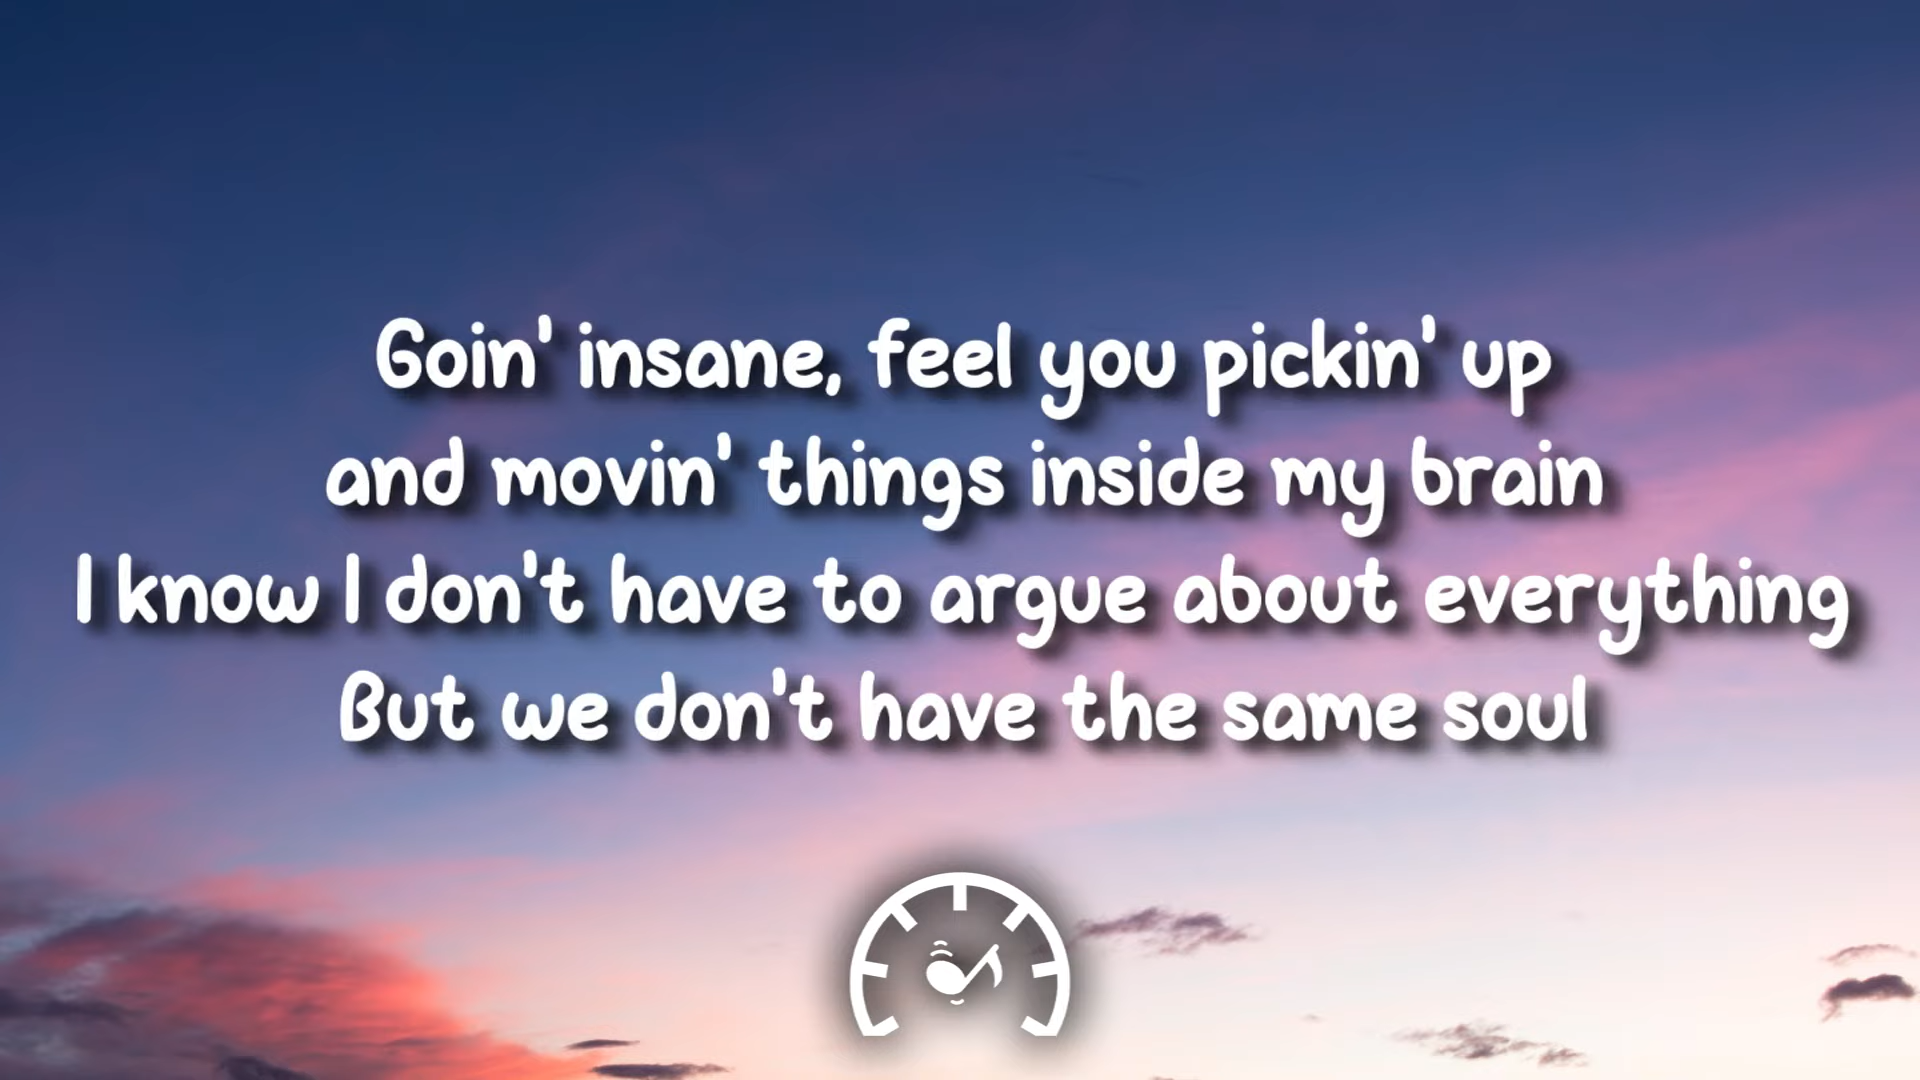 Goin' insane, feel you pickin' up
and movin' things inside my brain
I know I don't have to argue about everything
But we don't have the same soul